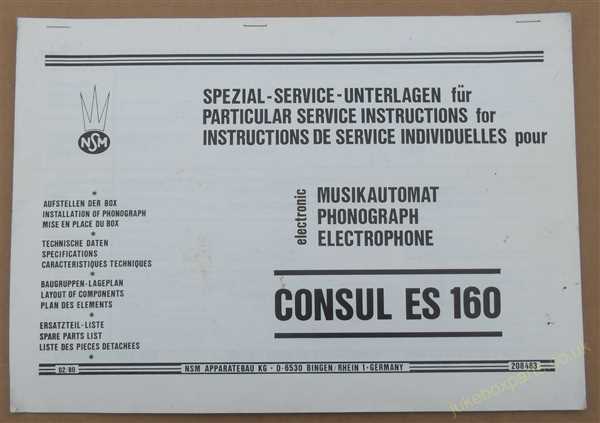 NSM
SPEZIAL-SERVICE-UNTERLAGEN für
PARTICULAR SERVICE INSTRUCTIONS for
INSTRUCTIONS DE SERVICE INDIVIDUELLES pour
*
AUFSTELLEN DER BOX
INSTALLATION OF PHONOGRAPH
MISE EN PLACE DU BOX
*
TECHNISCHE DATEN
SPECIFICATIONS
CARACTERISTIQUES TECHNIQUES
*
BAUGRUPPEN-LAGEPLAN
LAYOUT OF COMPONENTS
PLAN DES ELEMENTS
*
ERSATZTEIL-LISTE
SPARE PARTS LIST
LISTE DES PIECES DETACHEES
*
electronic
MUSIKAUTOMAT
PHONOGRAPH
ELECTROPHONE
CONSUL ES 160
02/80
NSM APPARATEBAU KG · D-6530 BINGEN/RHEIN 1-GERMANY
208483
jukeboxparts.co.uk